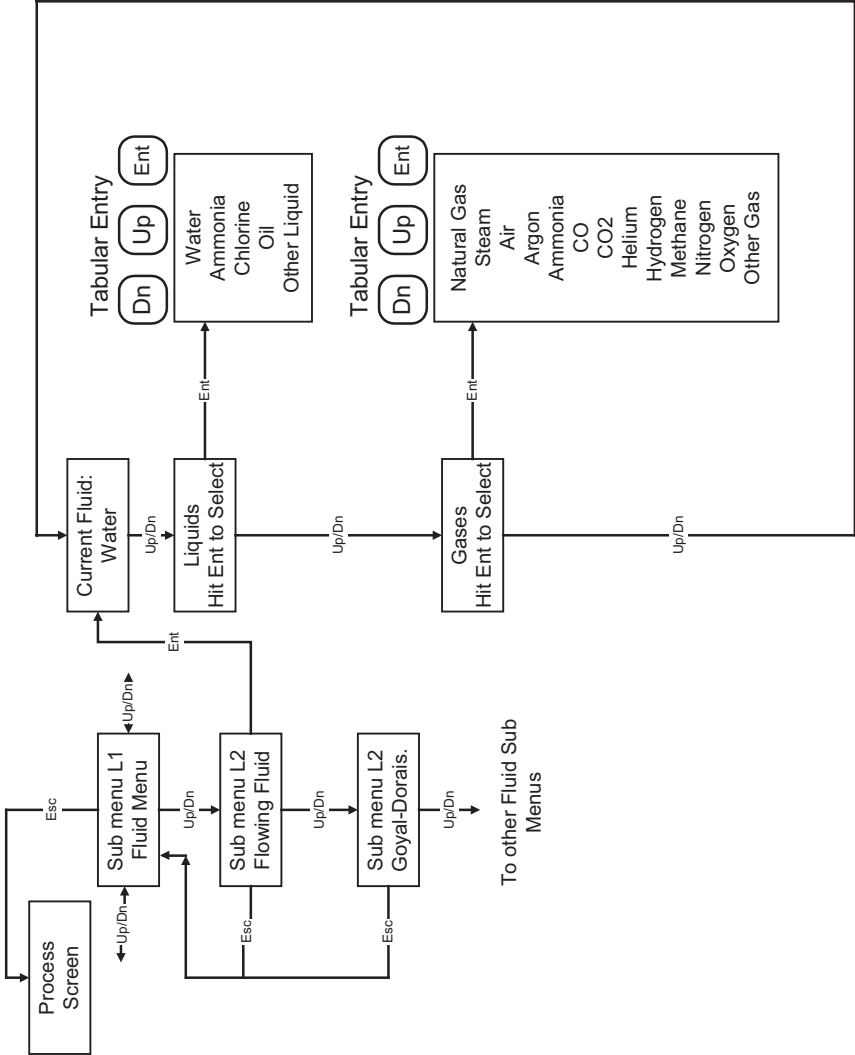 Process
Screen
Esc
Up/Dn
Sub menu L1
Fluid Menu
Up/Dn
Up/Dn
Sub menu L2
Flowing Fluid
Esc
Ent
Up/Dn
Sub menu L2
Goyal-Dorais.
Esc
Up/Dn
To other Fluid Sub
Menus
Current Fluid:
Water
Up/Dn
Liquids
Hit Ent to Select
Ent
Up/Dn
Gases
Hit Ent to Select
Ent
Up/Dn
Tabular Entry
Dn
Up
Ent
Water
Ammonia
Chlorine
Oil
Other Liquid
Tabular Entry
Dn
Up
Ent
Natural Gas
Steam
Air
Argon
Ammonia
CO
CO2
Helium
Hydrogen
Methane
Nitrogen
Oxygen
Other Gas